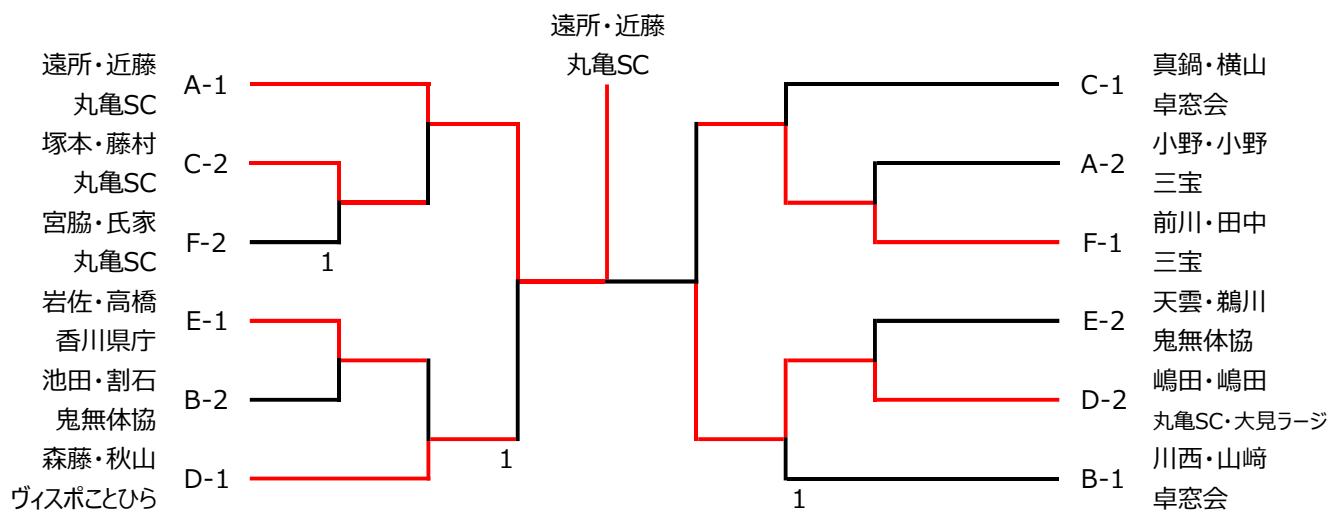 遠所・近藤
丸亀SC
遠所・近藤
丸亀SC
A-1
塚本・藤村
丸亀SC
C-2
宮脇・氏家
丸亀SC
F-2
1
岩佐・高橋
香川県庁
E-1
池田・割石
鬼無体協
B-2
森藤・秋山
ヴィスポことひら
D-1
1
C-1
真鍋・横山
卓窓会
A-2
小野・小野
三宝
F-1
前川・田中
三宝
E-2
天雲・鵜川
鬼無体協
D-2
嶋田・嶋田
丸亀SC・大見ラージ
B-1
川西・山﨑
卓窓会
1